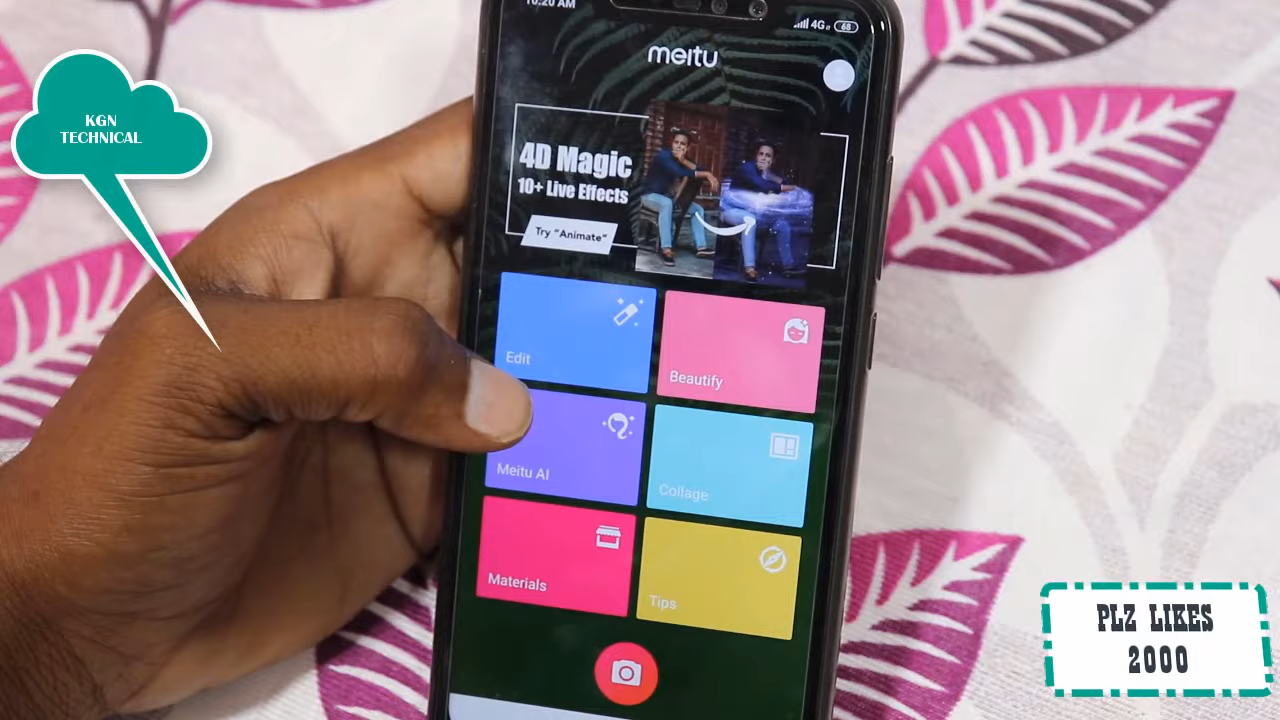 10:20 AM
4G
68
meitu
KGN
TECHNICAL
4D Magic
10+ Live Effects
Try "Animate"
Edit
Beautify
Meitu AI
Collage
Materials
Tips
PLZ LIKES
2000